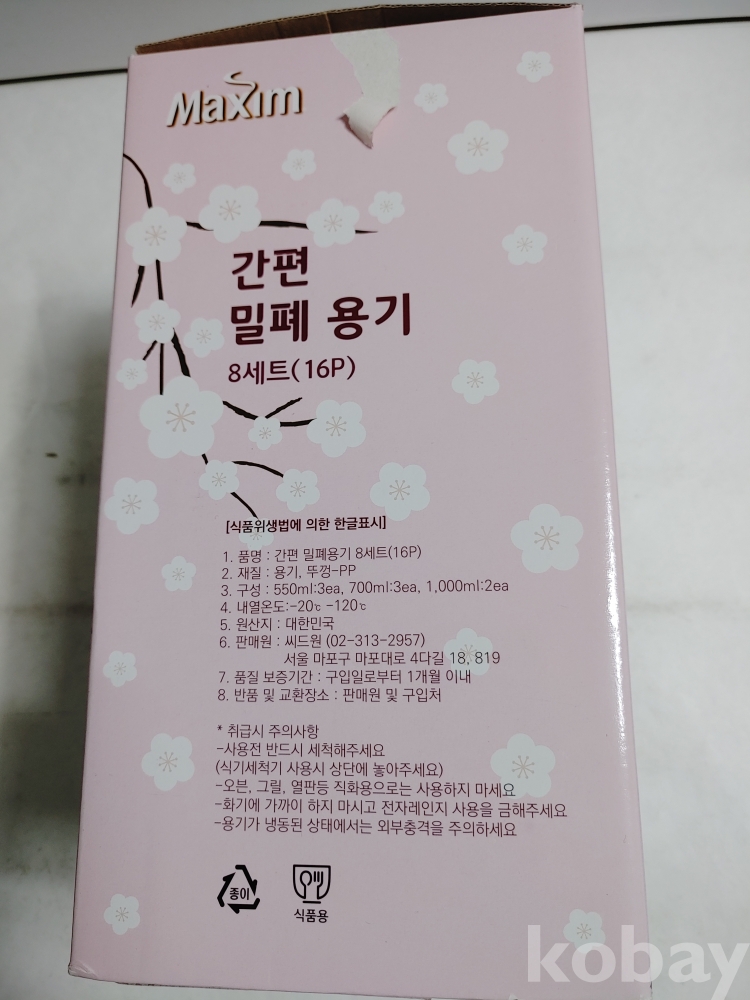 Maxim
간편
밀폐 용기
8세트(16P)
[식품위생법에 의한 한글표시]
1. 품명 : 간편 밀폐용기 8세트(16P)
2. 재질 : 용기, 뚜껑-PP
3. 구성 : 550ml:3ea, 700ml:3ea, 1,000ml:2ea
4. 내열온도:-20℃ -120℃
5. 원산지 : 대한민국
6. 판매원 : 씨드원 (02-313-2957)
서울 마포구 마포대로 4다길 18, 819
7. 품질 보증기간 : 구입일로부터 1개월 이내
8. 반품 및 교환장소 : 판매원 및 구입처
* 취급시 주의사항
-사용전 반드시 세척해주세요
(식기세척기 사용시 상단에 놓아주세요)
-오븐, 그릴, 열판등 직화용으로는 사용하지 마세요
-화기에 가까이 하지 마시고 전자레인지 사용을 금해주세요
-용기가 냉동된 상태에서는 외부충격을 주의하세요
종이
식품용
kobay